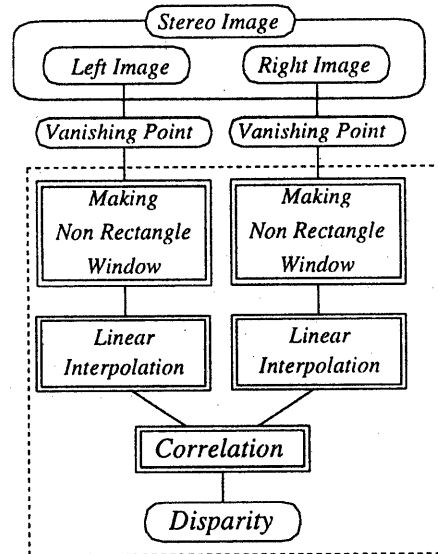 Stereo Image
Left Image
Right Image
Vanishing Point
Vanishing Point
Making
Non Rectangle
Window
Making
Non Rectangle
Window
Linear
Interpolation
Linear
Interpolation
Correlation
Disparity